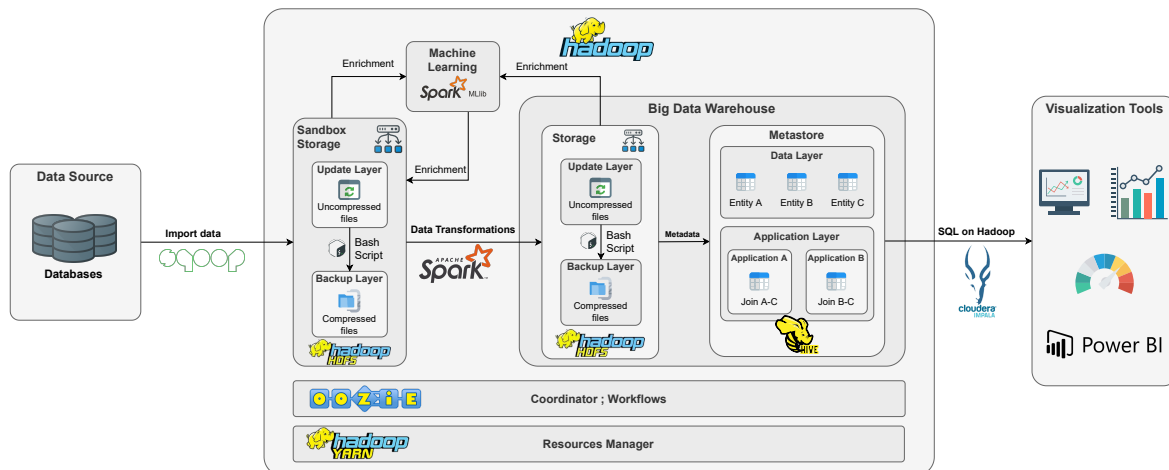 hadoop
Machine
Learning
Spark MLlib
Enrichment
Enrichment
Enrichment
Data Source
Databases
Import data
sqoop
Sandbox
Storage
Update Layer
Uncompressed
files
Bash
Script
Backup Layer
Compressed
files
hadoop
HDFS
Data Transformations
APACHE
Spark
Big Data Warehouse
Storage
Update Layer
Uncompressed
files
Bash
Script
Backup Layer
Compressed
files
hadoop
HDFS
Metadata
Metastore
Data Layer
Entity A
Entity B
Entity C
Application Layer
Application A
Join A-C
Application B
Join B-C
HIVE
SQL on Hadoop
cloudera
IMPALA
Visualization Tools
Power BI
OOZIE
Coordinator ; Workflows
hadoop
YARN
Resources Manager